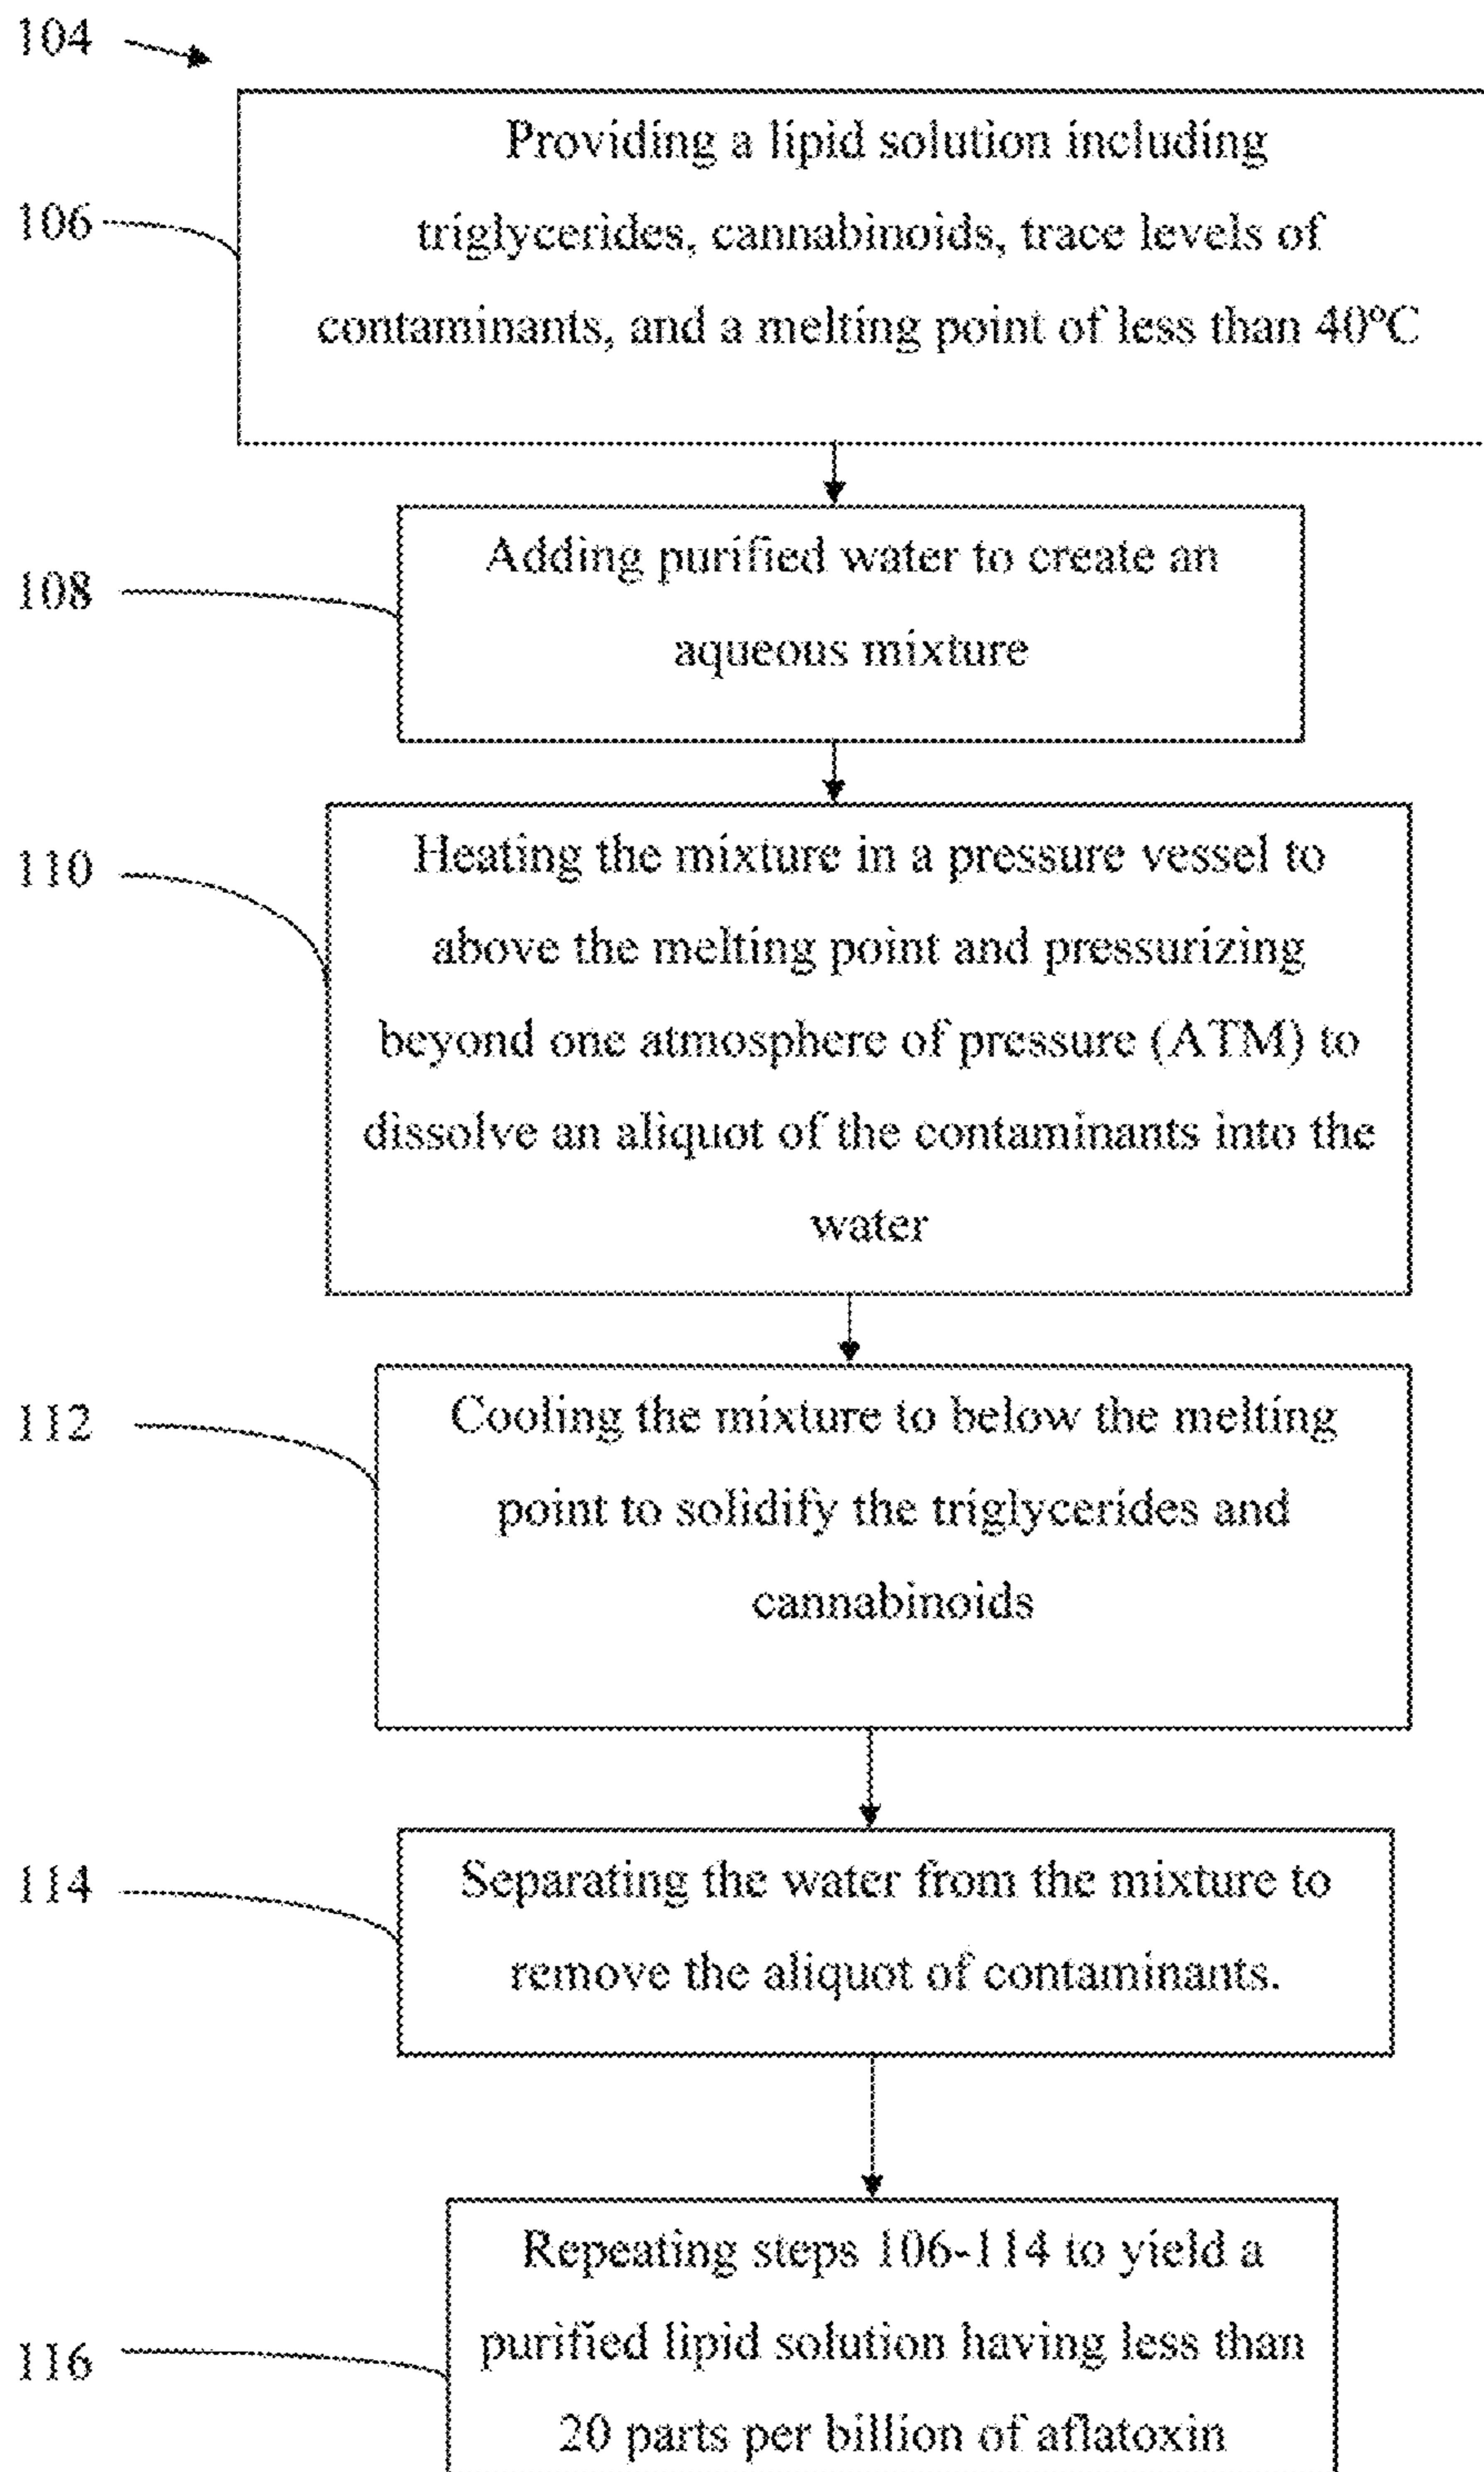 104
Providing a lipid solution including
106
triglycerides, cannabinoids, trace levels of
contaminants, and a melting point of less than 40ºC
Adding purified water to create an
108
aqueous mixture
Heating the mixture in a pressure vessel to
110
above the melting point and pressurizing
beyond one atmosphere of pressure (ATM) to
dissolve an aliquot of the contaminants into the
water
Cooling the mixture to below the melting
112
point to solidify the triglycerides and
cannabinoids
Separating the water from the mixture to
114
remove the aliquot of contaminants.
Repeating steps 106-114 to yield a
purified lipid solution having less than
116
20 parts per billion of aflatoxin